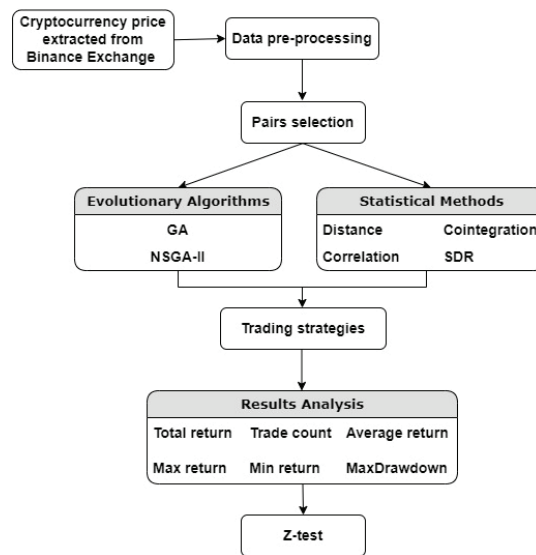 Cryptocurrency price
extracted from
Binance Exchange
Data pre-processing
Pairs selection
Evolutionary Algorithms
GA
NSGA-II
Statistical Methods
Distance Cointegration
Correlation SDR
Trading strategies
Results Analysis
Total return Trade count Average return
Max return Min return MaxDrawdown
Z-test